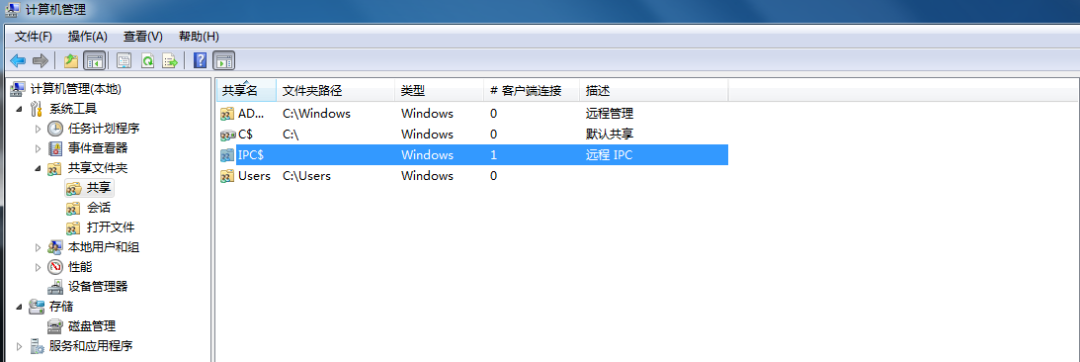 计算机管理
文件(F) 操作(A) 查看(V) 帮助(H)
计算机管理(本地)
系统工具
任务计划程序
事件查看器
共享文件夹
共享
会话
打开文件
本地用户和组
性能
设备管理器
存储
磁盘管理
服务和应用程序
共享名 文件夹路径 类型 # 客户端连接 描述
AD... C:\Windows Windows 0 远程管理
C$ C:\ Windows 0 默认共享
IPC$ Windows 1 远程 IPC
Users C:\Users Windows 0